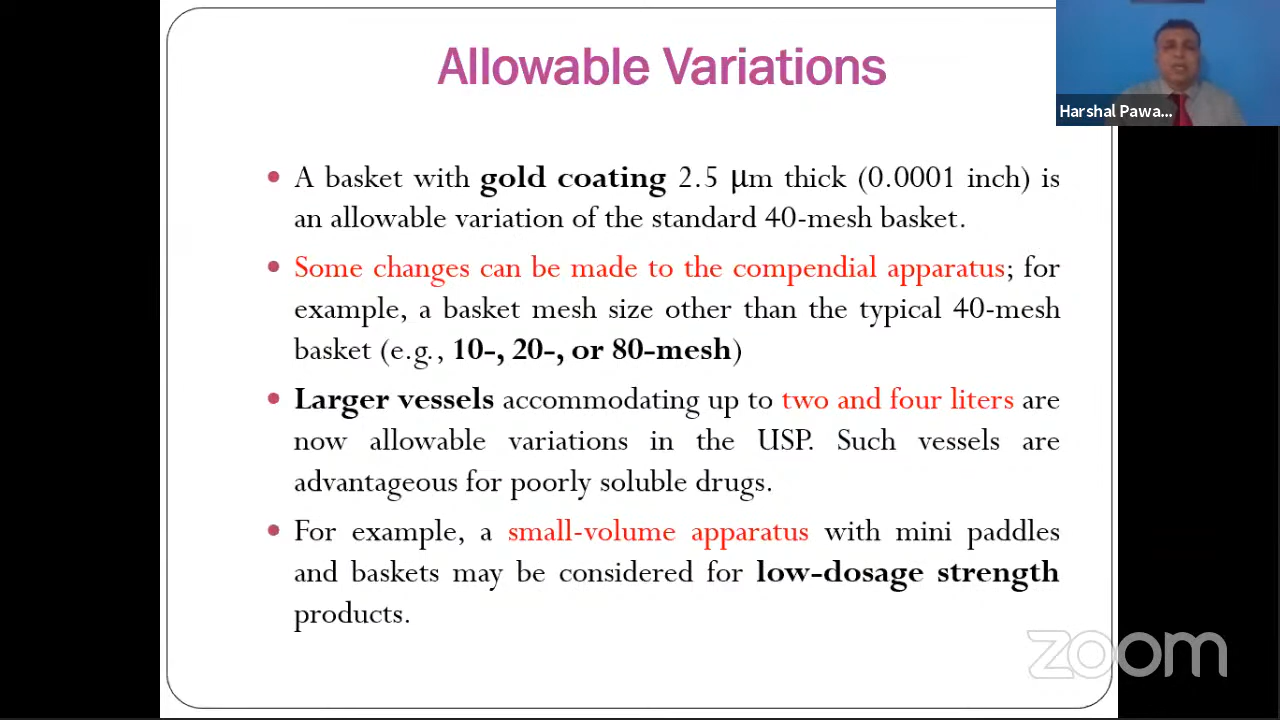 Allowable Variations
Harshal Pawa...
• A basket with gold coating 2.5 μm thick (0.0001 inch) is
an allowable variation of the standard 40-mesh basket.
• Some changes can be made to the compendial apparatus; for
example, a basket mesh size other than the typical 40-mesh
basket (e.g., 10-, 20-, or 80-mesh)
• Larger vessels accommodating up to two and four liters are
now allowable variations in the USP. Such vessels are
advantageous for poorly soluble drugs.
• For example, a small-volume apparatus with mini paddles
and baskets may be considered for low-dosage strength
products.
zoom